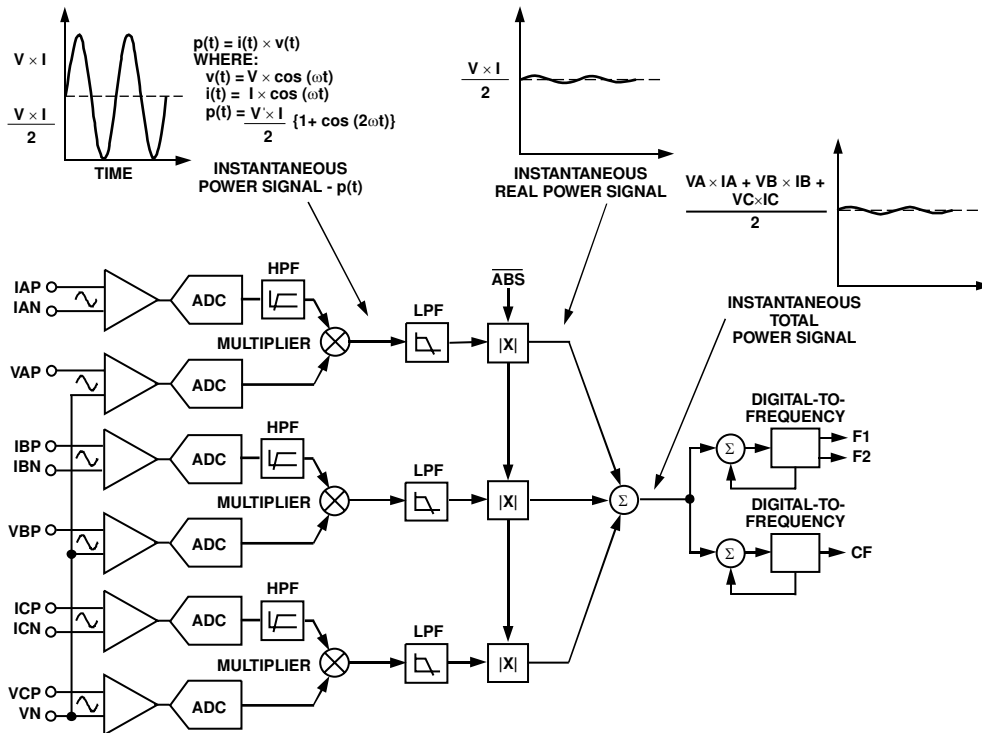 V × I
V × I
2
TIME
p(t) = i(t) × v(t)
WHERE:
v(t) = V × cos (ωt)
i(t) = I × cos (ωt)
p(t) = V × I
2
{1+ cos (2ωt)}
INSTANTANEOUS
POWER SIGNAL - p(t)
V × I
2
INSTANTANEOUS
REAL POWER SIGNAL
VA × IA + VB × IB +
VC×IC
2
INSTANTANEOUS
TOTAL
POWER SIGNAL
IAP
IAN
ADC
HPF
MULTIPLIER
LPF
ABS
|X|
VAP
ADC
IBP
IBN
ADC
HPF
MULTIPLIER
LPF
|X|
VBP
ADC
ICP
ICN
ADC
HPF
MULTIPLIER
LPF
|X|
VCP
VN
ADC
Σ
DIGITAL-TO-
FREQUENCY
Σ
F1
F2
DIGITAL-TO-
FREQUENCY
Σ
CF